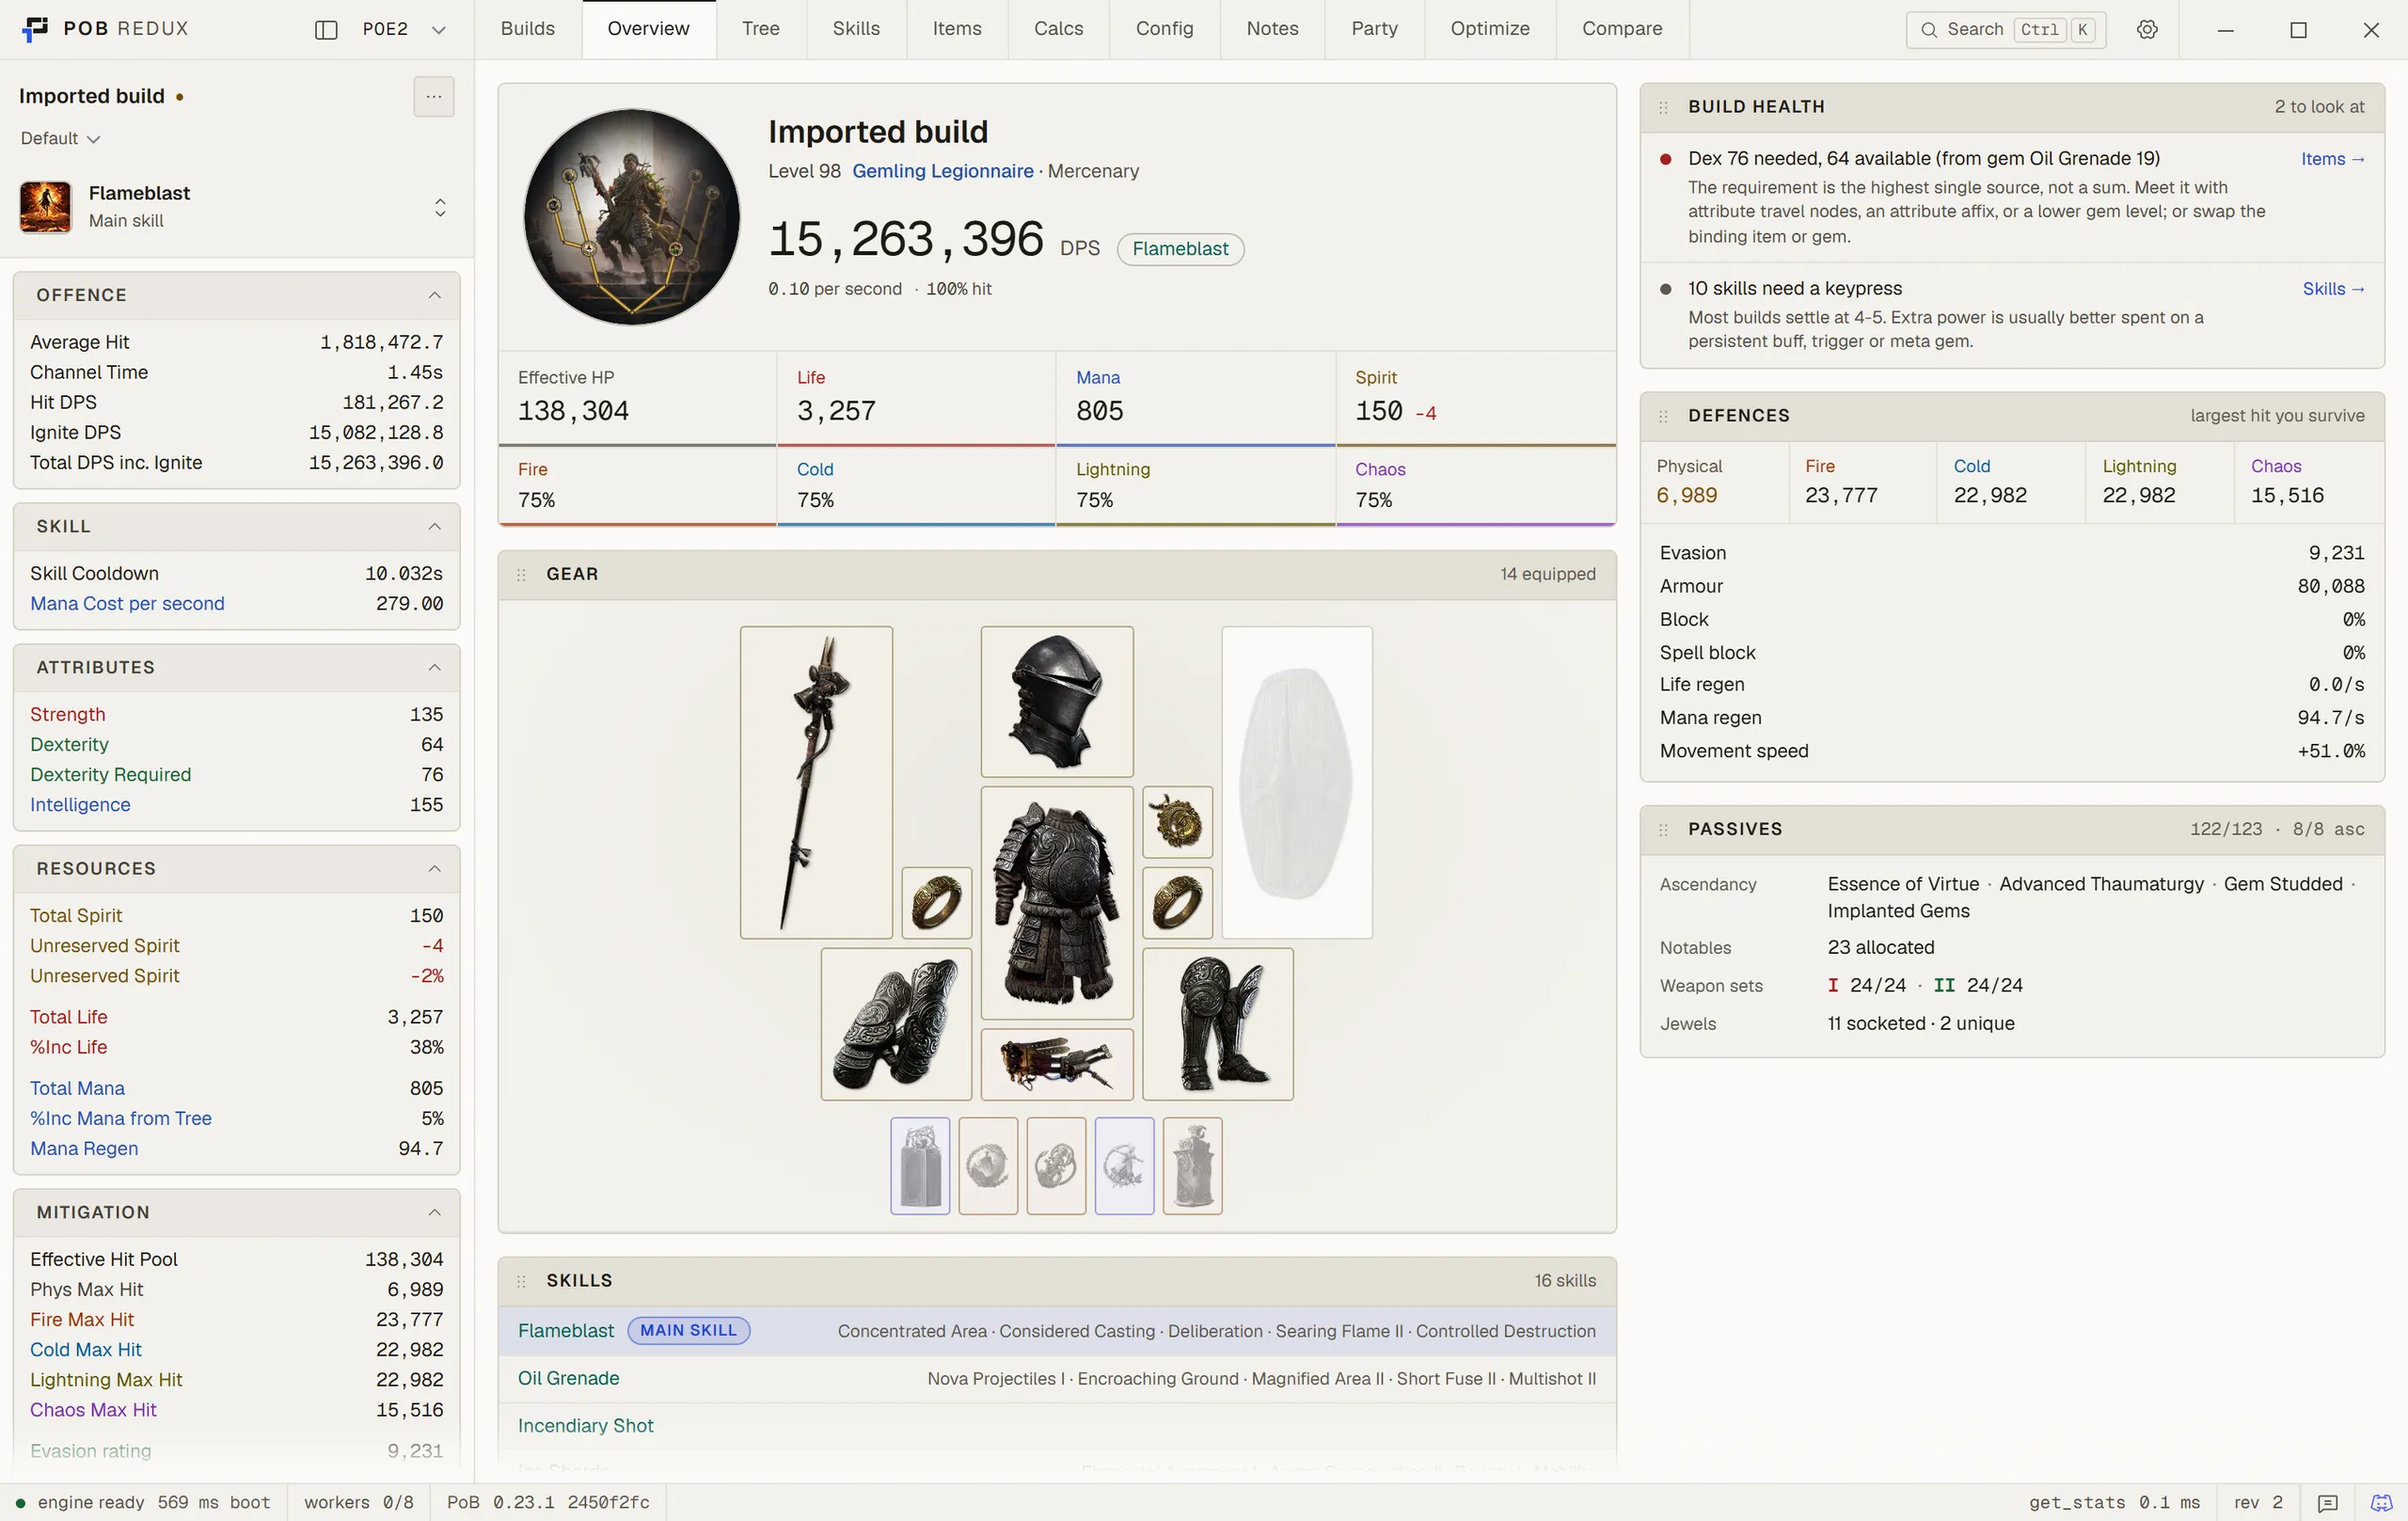 POB REDUX
POE2
Builds
Overview
Tree
Skills
Items
Calcs
Config
Notes
Party
Optimize
Compare
Search Ctrl K
Imported build
Default
Flameblast
Main skill
OFFENCE
Average Hit 1,818,472.7
Channel Time 1.45s
Hit DPS 181,267.2
Ignite DPS 15,082,128.8
Total DPS inc. Ignite 15,263,396.0
SKILL
Skill Cooldown 10.032s
Mana Cost per second 279.00
ATTRIBUTES
Strength 135
Dexterity 64
Dexterity Required 76
Intelligence 155
RESOURCES
Total Spirit 150
Unreserved Spirit -4
Unreserved Spirit -2%
Total Life 3,257
%Inc Life 38%
Total Mana 805
%Inc Mana from Tree 5%
Mana Regen 94.7
MITIGATION
Effective Hit Pool 138,304
Phys Max Hit 6,989
Fire Max Hit 23,777
Cold Max Hit 22,982
Lightning Max Hit 22,982
Chaos Max Hit 15,516
Evasion rating 9,231
Imported build
Level 98 Gemling Legionnaire · Mercenary
15,263,396 DPS Flameblast
0.10 per second · 100% hit
Effective HP
138,304
Life
3,257
Mana
805
Spirit
150 -4
Fire
75%
Cold
75%
Lightning
75%
Chaos
75%
GEAR 14 equipped
SKILLS 16 skills
Flameblast MAIN SKILL Concentrated Area · Considered Casting · Deliberation · Searing Flame II · Controlled Destruction
Oil Grenade Nova Projectiles I · Encroaching Ground · Magnified Area II · Short Fuse II · Multishot II
Incendiary Shot
BUILD HEALTH 2 to look at
Dex 76 needed, 64 available (from gem Oil Grenade 19) Items →
The requirement is the highest single source, not a sum. Meet it with
attribute travel nodes, an attribute affix, or a lower gem level; or swap the
binding item or gem.
10 skills need a keypress Skills →
Most builds settle at 4-5. Extra power is usually better spent on a
persistent buff, trigger or meta gem.
DEFENCES largest hit you survive
Physical
6,989
Fire
23,777
Cold
22,982
Lightning
22,982
Chaos
15,516
Evasion 9,231
Armour 80,088
Block 0%
Spell block 0%
Life regen 0.0/s
Mana regen 94.7/s
Movement speed +51.0%
PASSIVES 122/123 · 8/8 asc
Ascendancy Essence of Virtue · Advanced Thaumaturgy · Gem Studded ·
Implanted Gems
Notables 23 allocated
Weapon sets I 24/24 · II 24/24
Jewels 11 socketed · 2 unique
engine ready 569 ms boot
workers 0/8
PoB 0.23.1 2450f2fc
get_stats 0.1 ms
rev 2